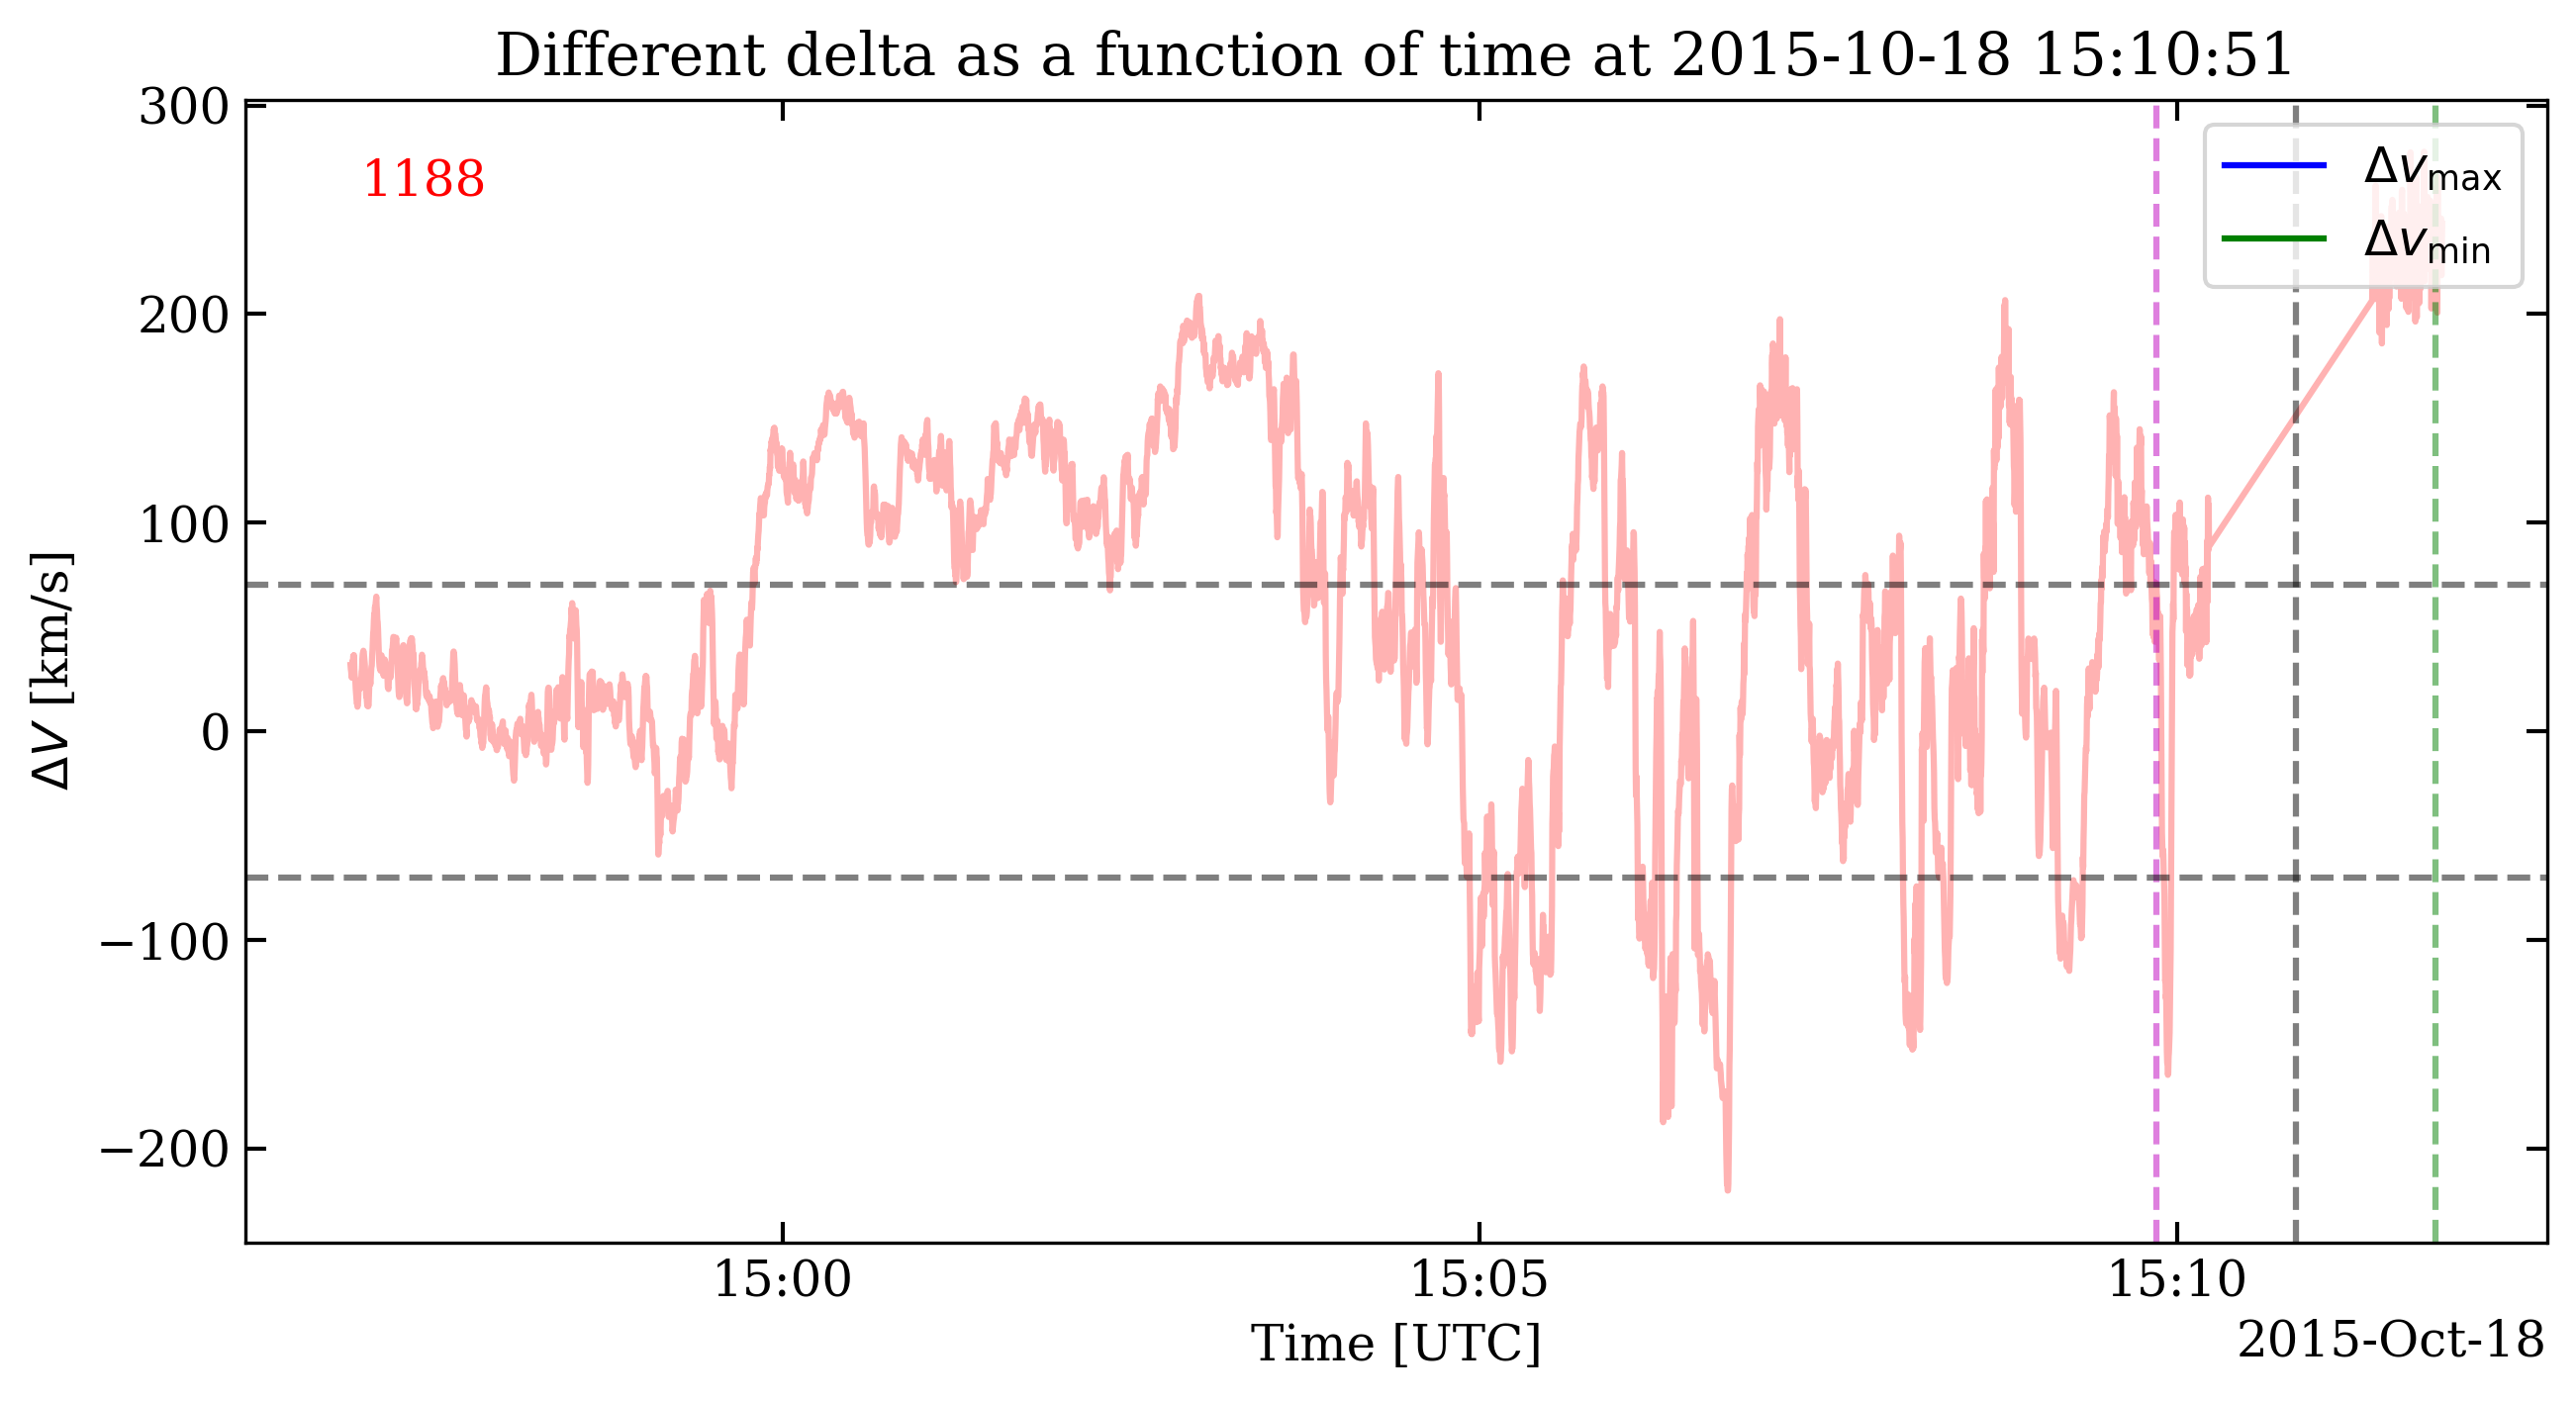 Different delta as a function of time at 2015-10-18 15:10:51
300
200
100
0
−100
−200
ΔV [km/s]
1188
Δv_max
Δv_min
15:00
15:05
15:10
Time [UTC]
2015-Oct-18